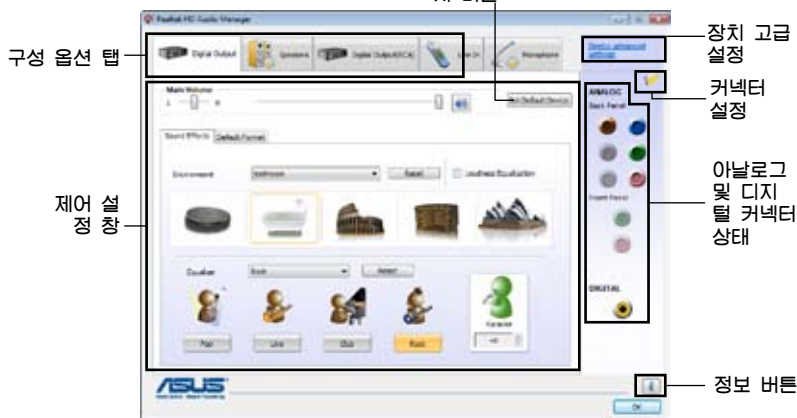 Realtek HD Audio Manager
장치 고급
설정
구성 옵션 탭
Digital Output
Speakers
Digital Output(RCA)
Line In
Microphone
Device advanced
settings
커넥터
설정
Main Volume
L
R
Set Default Device
ANALOG
Back Panel
Sound Effects
Default Format
Environment
Bathroom
Reset
Loudness Equalization
아날로그
및 디지
털 커넥터
상태
제어 설
정 창
Front Panel
Equalizer
Rock
Reset
DIGITAL
Karaoke
Pop
Live
Club
Rock
+0
ASUS
i
정보 버튼
OK